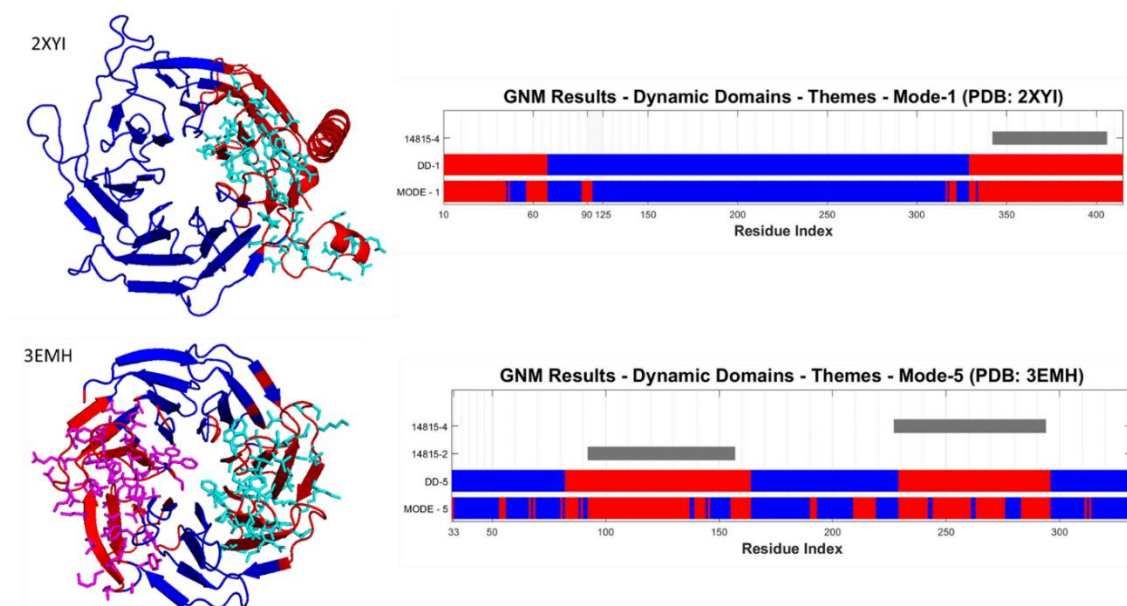 2XYI
GNM Results - Dynamic Domains - Themes - Mode-1 (PDB: 2XYI)
14815-4
DD-1
MODE - 1
10 60 90 125 150 200 250 300 350 400
Residue Index
3EMH
GNM Results - Dynamic Domains - Themes - Mode-5 (PDB: 3EMH)
14815-4
14815-2
DD-5
MODE - 5
33 50 100 150 200 250 300
Residue Index